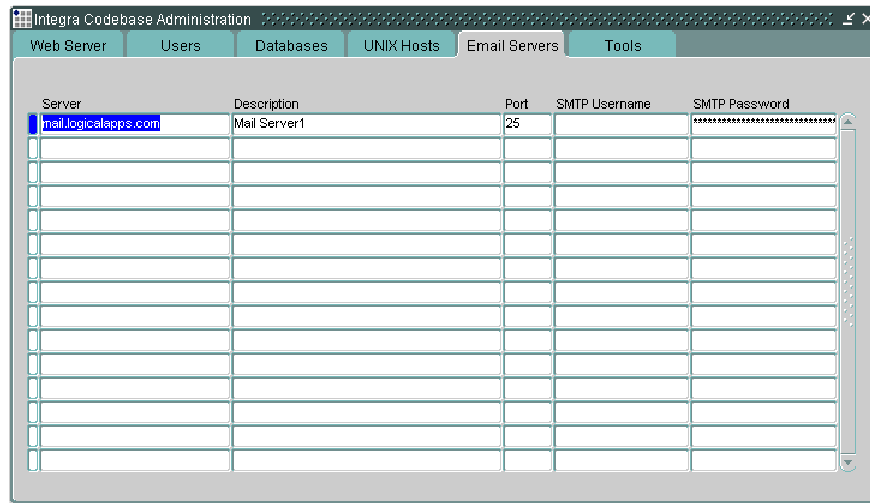 Integra Codebase Administration
Web Server Users Databases UNIX Hosts Email Servers Tools
Server Description Port SMTP Username SMTP Password
mail.logicalapps.com Mail Server1 25 ******************************